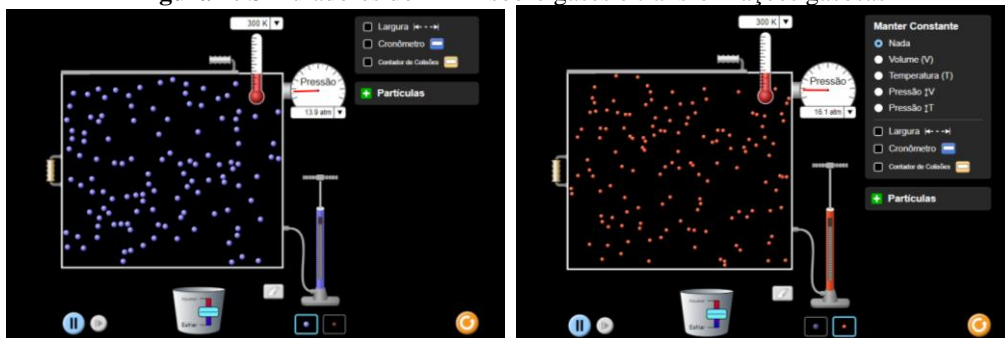 300 K
Largura
Cronômetro
Contador de Colisões
Pressão
13.9 atm
Partículas
Esfriar
300 K
Manter Constante
Nada
Volume (V)
Temperatura (T)
Pressão ↕V
Pressão ↕T
Largura
Cronômetro
Contador de Colisões
Pressão
16.1 atm
Partículas
Esfriar